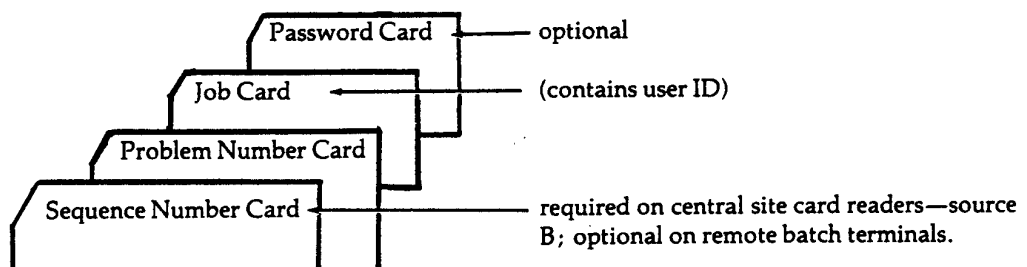 Password Card
optional
Job Card
(contains user ID)
Problem Number Card
Sequence Number Card
required on central site card readers—source
B; optional on remote batch terminals.